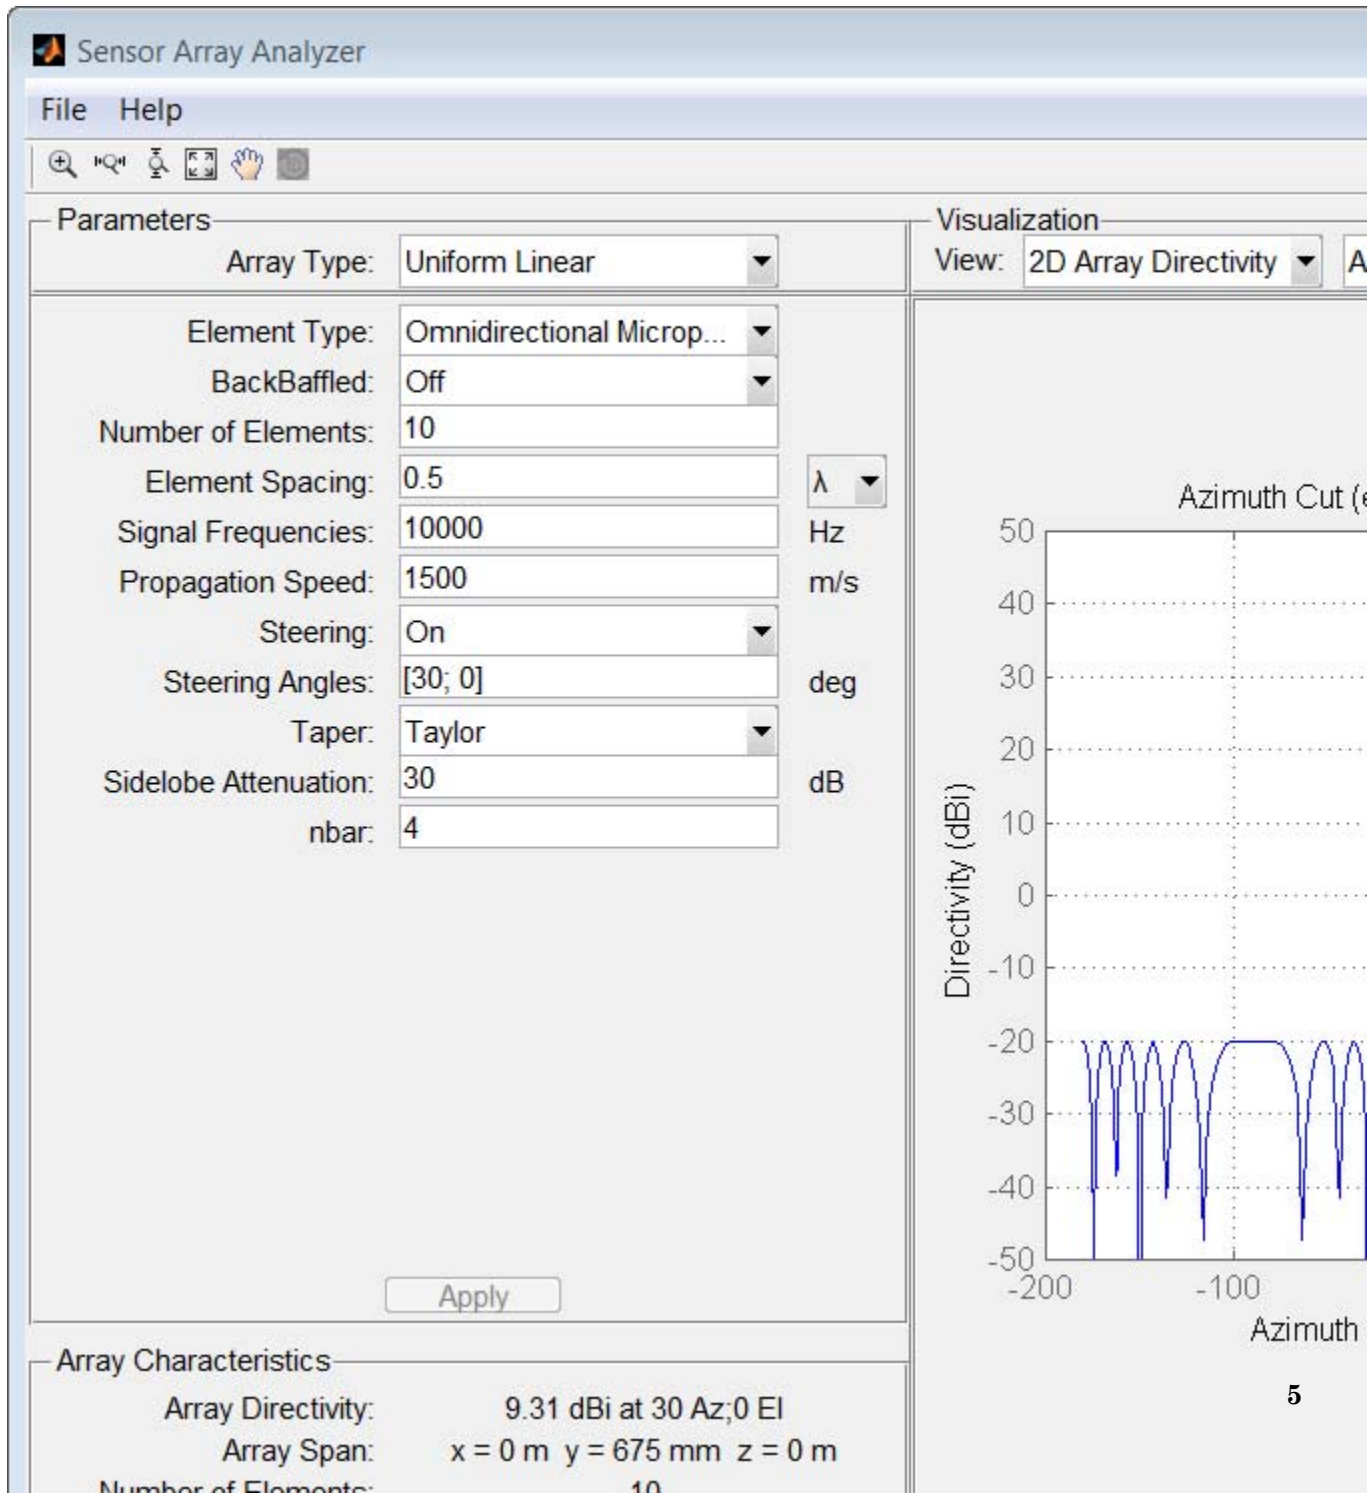 Sensor Array Analyzer
File Help
Parameters
Array Type: Uniform Linear
Element Type: Omnidirectional Microp...
BackBaffled: Off
Number of Elements: 10
Element Spacing: 0.5 λ
Signal Frequencies: 10000 Hz
Propagation Speed: 1500 m/s
Steering: On
Steering Angles: [30; 0] deg
Taper: Taylor
Sidelobe Attenuation: 30 dB
nbar: 4
Apply
Array Characteristics
Array Directivity: 9.31 dBi at 30 Az;0 El
Array Span: x = 0 m y = 675 mm z = 0 m
Number of Elements: 10
Visualization
View: 2D Array Directivity A
Azimuth Cut (e
Directivity (dBi)
50
40
30
20
10
0
-10
-20
-30
-40
-50
-200 -100
Azimuth
5